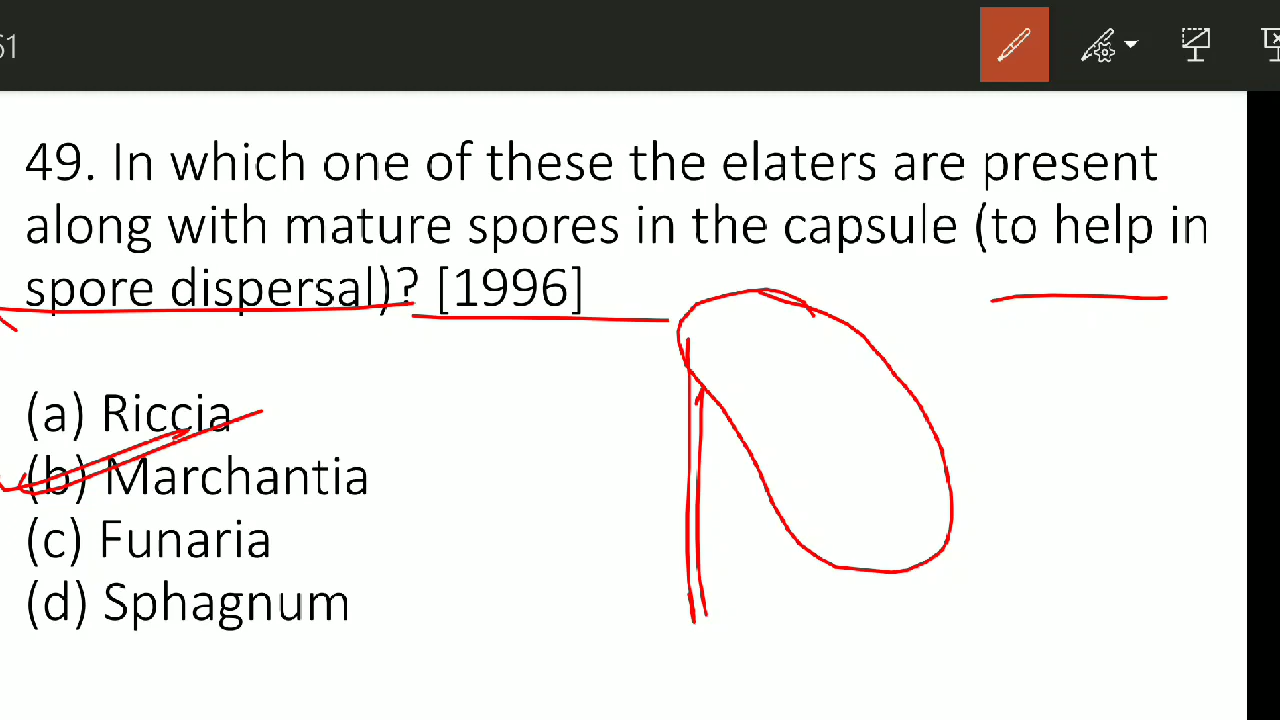 49. In which one of these the elaters are present
along with mature spores in the capsule (to help in
spore dispersal)? [1996]
(a) Riccia
(b) Marchantia
(c) Funaria
(d) Sphagnum